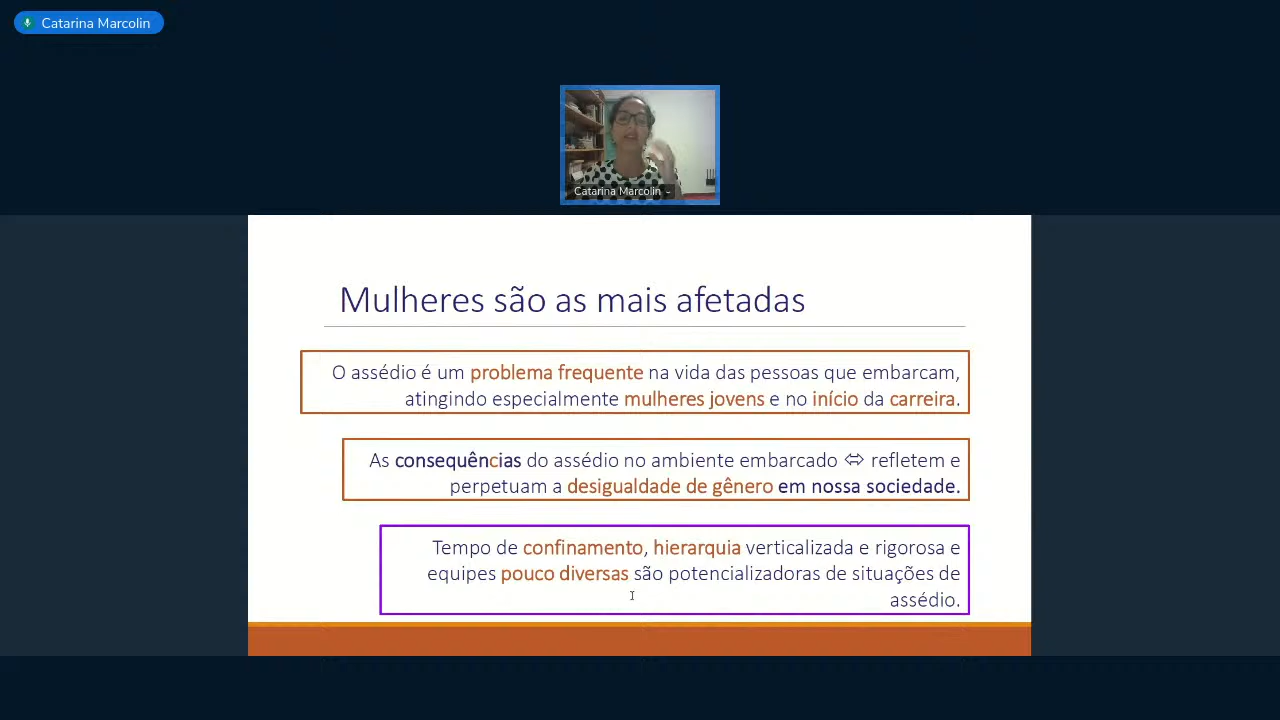 Catarina Marcolin
Catarina Marcolin
Mulheres são as mais afetadas
O assédio é um problema frequente na vida das pessoas que embarcam,
atingindo especialmente mulheres jovens e no início da carreira.
As consequências do assédio no ambiente embarcado ⇔ refletem e
perpetuam a desigualdade de gênero em nossa sociedade.
Tempo de confinamento, hierarquia verticalizada e rigorosa e
equipes pouco diversas são potencializadoras de situações de
assédio.